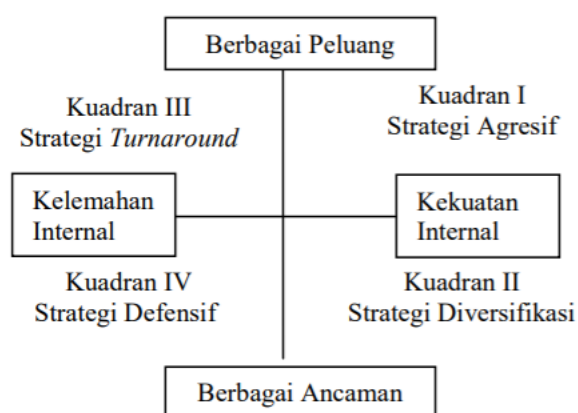 Berbagai Peluang
Kuadran III
Strategi Turnaround
Kuadran I
Strategi Agresif
Kelemahan
Internal
Kekuatan
Internal
Kuadran IV
Strategi Defensif
Kuadran II
Strategi Diversifikasi
Berbagai Ancaman